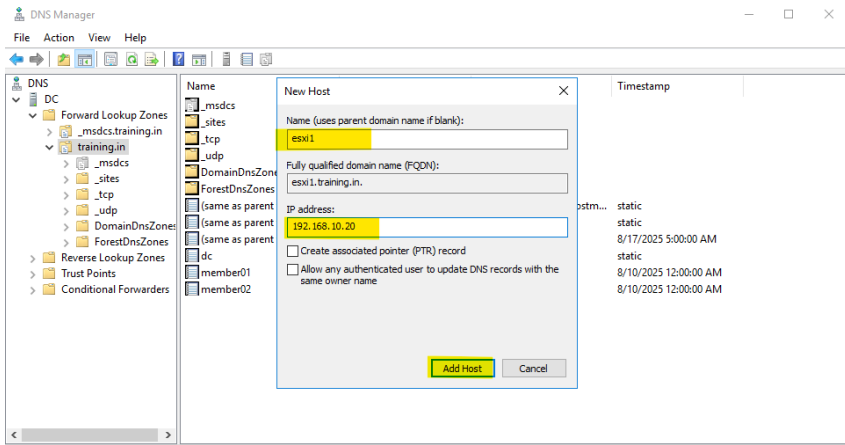 DNS Manager
File Action View Help
DNS
DC
Forward Lookup Zones
_msdcs.training.in
training.in
_msdcs
_sites
_tcp
_udp
DomainDnsZones
ForestDnsZones
Reverse Lookup Zones
Trust Points
Conditional Forwarders
Name Timestamp
_msdcs
_sites
_tcp
_udp
DomainDnsZone
ForestDnsZones
(same as parent ostm... static
(same as parent static
(same as parent 8/17/2025 5:00:00 AM
dc static
member01 8/10/2025 12:00:00 AM
member02 8/10/2025 12:00:00 AM
New Host
Name (uses parent domain name if blank):
esxi1
Fully qualified domain name (FQDN):
esxi1.training.in.
IP address:
192.168.10.20
Create associated pointer (PTR) record
Allow any authenticated user to update DNS records with the
same owner name
Add Host Cancel